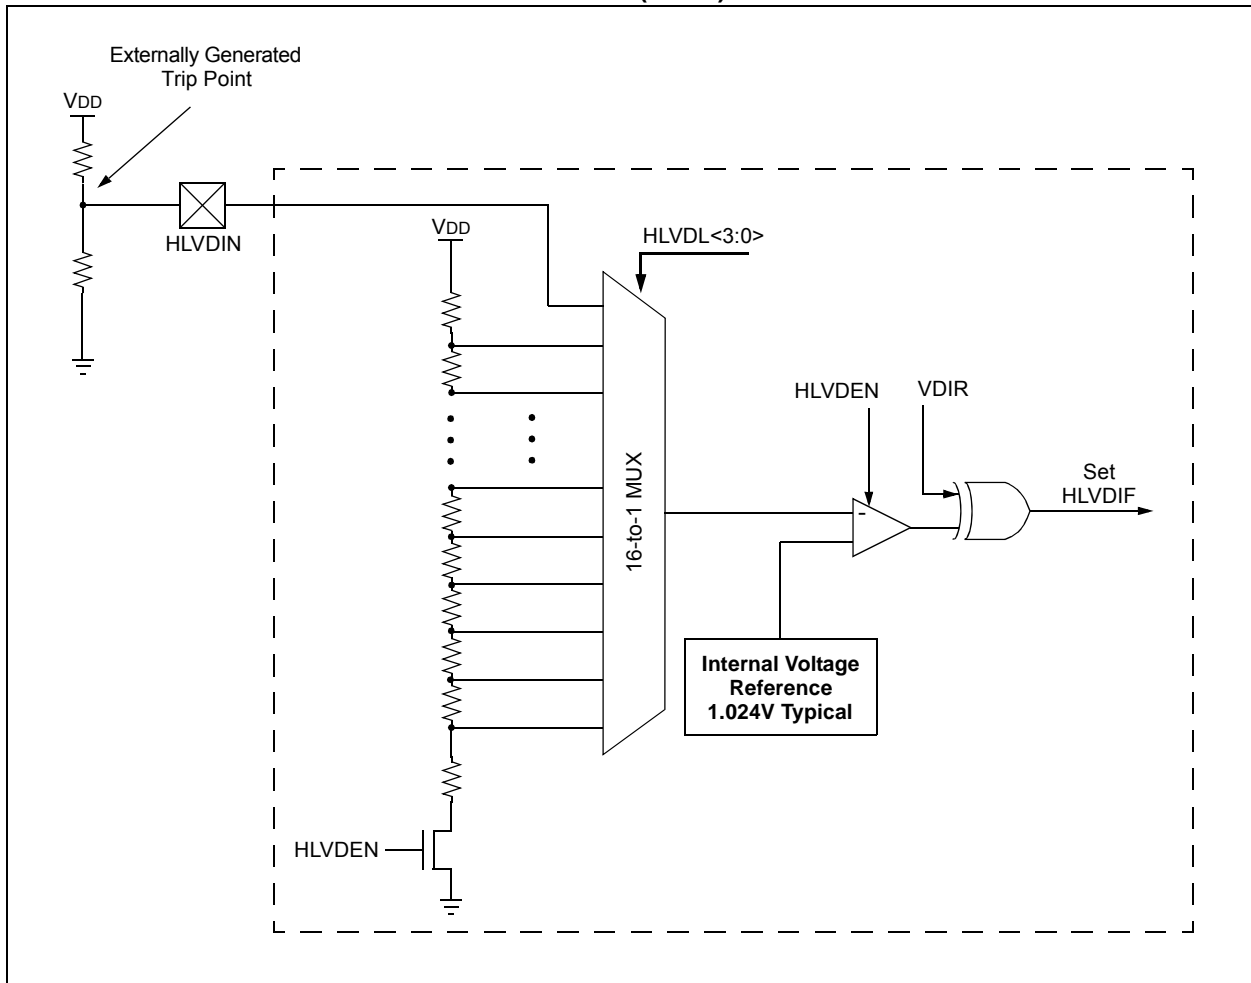 Externally Generated
Trip Point
VDD
HLVDIN
VDD
HLVDL<3:0>
16-to-1 MUX
HLVDEN
VDIR
-
Set
HLVDIF
Internal Voltage
Reference
1.024V Typical
HLVDEN